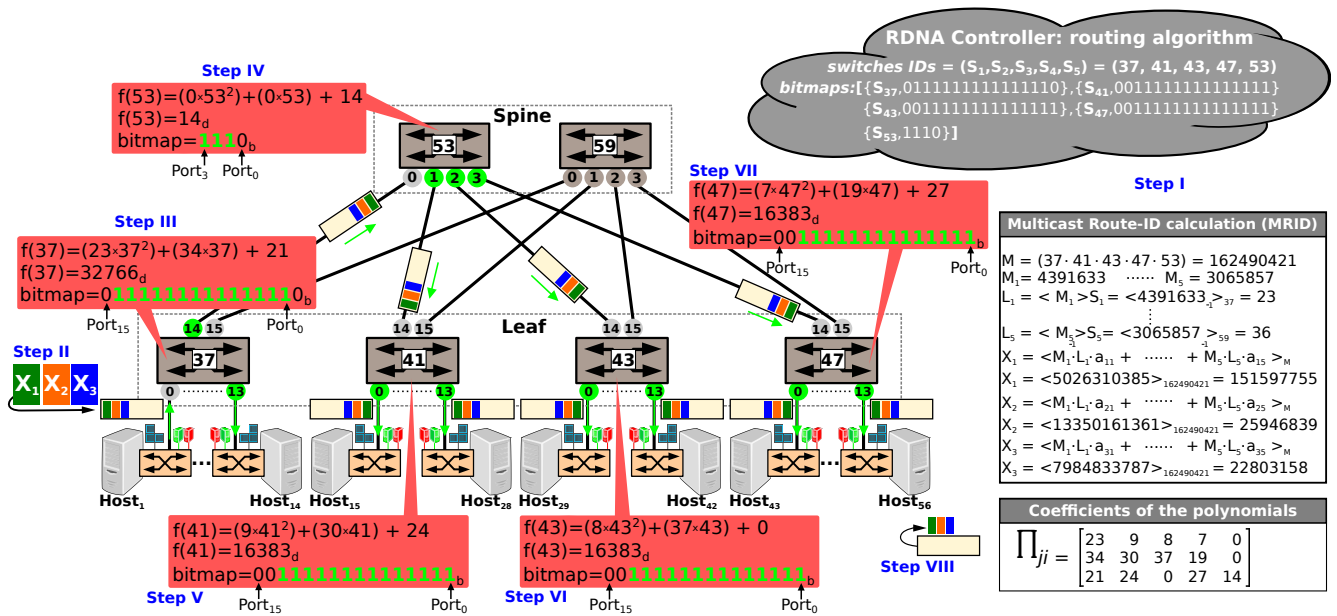 RDNA Controller: routing algorithm
switches IDs = (S1,S2,S3,S4,S5) = (37, 41, 43, 47, 53)
bitmaps:[{S37,0111111111111110},{S41,0011111111111111}
{S43,0011111111111111},{S47,0011111111111111}
{S53,1110}]
Step I
Step IV
f(53)=(0×53²)+(0×53) + 14
f(53)=14d
bitmap=1110b
Port3
Port0
Spine
53
59
0
1
2
3
0
1
2
3
Step VII
f(47)=(7×47²)+(19×47) + 27
f(47)=16383d
bitmap=0011111111111111b
Port15
Port0
Step III
f(37)=(23×37²)+(34×37) + 21
f(37)=32766d
bitmap=0111111111111110b
Port15
Port0
Leaf
14
15
14
15
14
15
14
15
37
41
43
47
0
13
0
13
0
13
0
13
Step II
X1
X2
X3
...
...
...
...
Host1
Host14
Host15
Host28
Host29
Host42
Host43
Host56
f(41)=(9×41²)+(30×41) + 24
f(41)=16383d
bitmap=0011111111111111b
Step V
Port15
Port0
f(43)=(8×43²)+(37×43) + 0
f(43)=16383d
bitmap=0011111111111111b
Step VI
Port15
Port0
Step VIII
Multicast Route-ID calculation (MRID)
M = (37· 41 · 43 · 47· 53) = 162490421
M1= 4391633 ······ M5 = 3065857
L1 = < M1>S1 = <4391633-1>37 = 23
L5 = < M5-1>S5= <3065857-1>59 = 36
X1 = <M1·L1·a11 + ······ + M5·L5·a15 >M
X1 = <5026310385>162490421 = 151597755
X2 = <M1·L1·a21 + ······ + M5·L5·a25 >M
X2 = <13350161361>162490421 = 25946839
X3 = <M1·L1·a31 + ······ + M5·L5·a35 >M
X3 = <7984833787>162490421 = 22803158
Coefficients of the polynomials
∏ji =
23 9 8 7 0
34 30 37 19 0
21 24 0 27 14